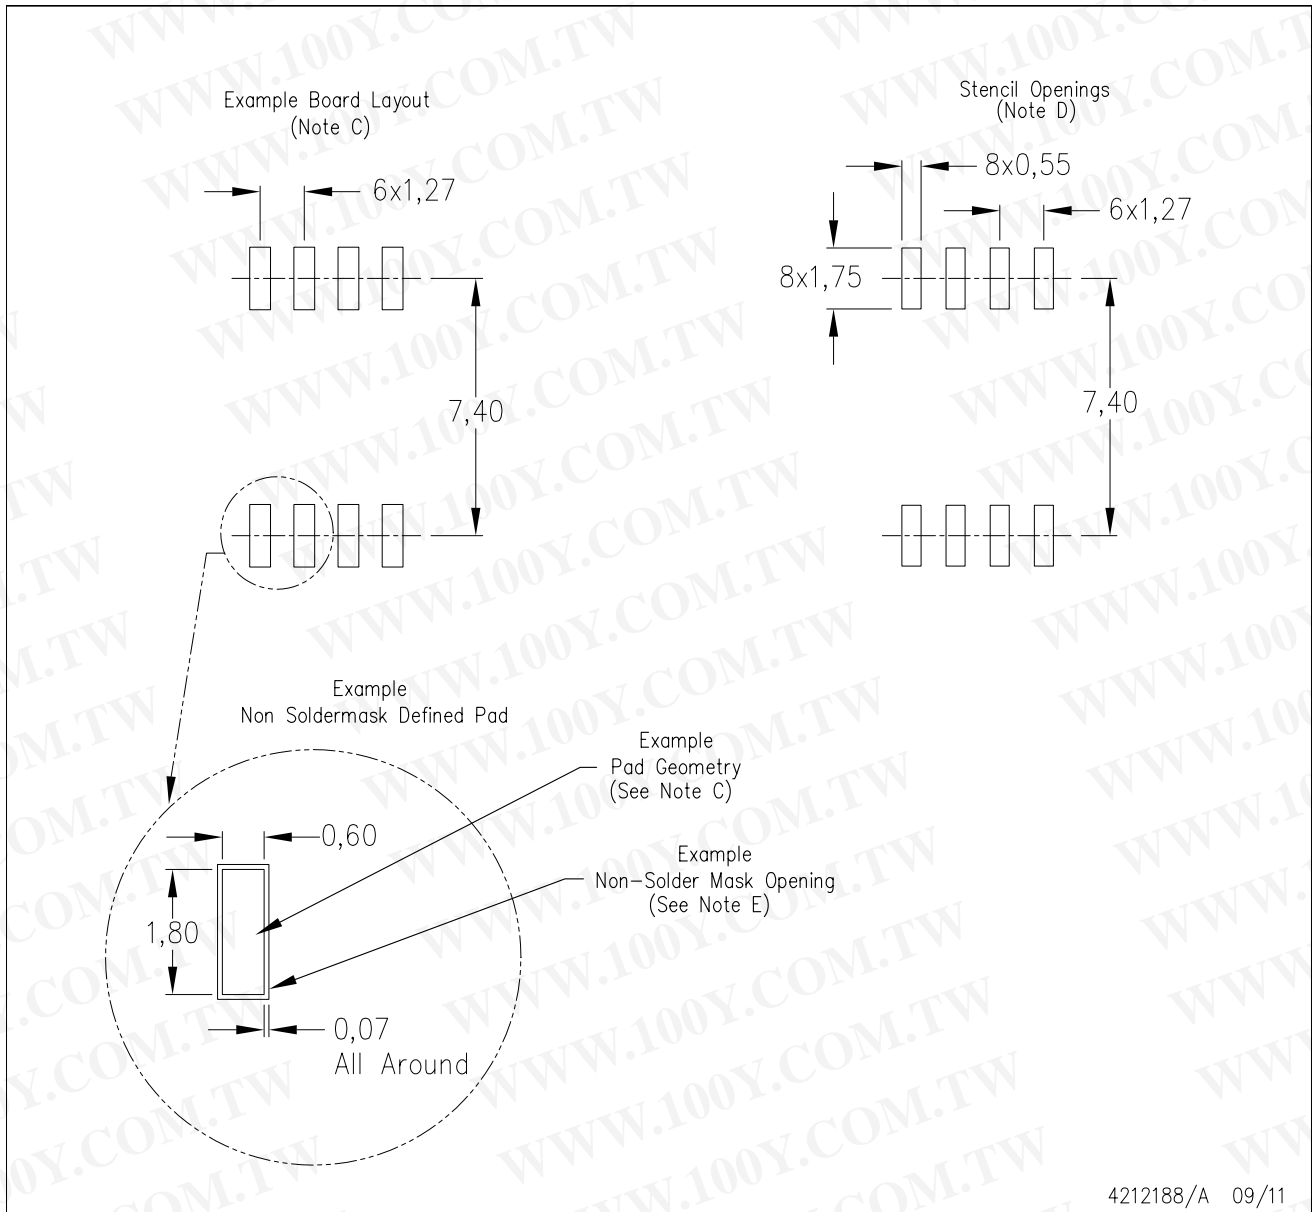 Example Board Layout
(Note C)
6x1,27
7,40
Stencil Openings
(Note D)
8x0,55
6x1,27
8x1,75
7,40
Example
Non Soldermask Defined Pad
Example
Pad Geometry
(See Note C)
0,60
Example
Non-Solder Mask Opening
(See Note E)
1,80
0,07
All Around
4212188/A 09/11
WWW.100Y.COM.TW